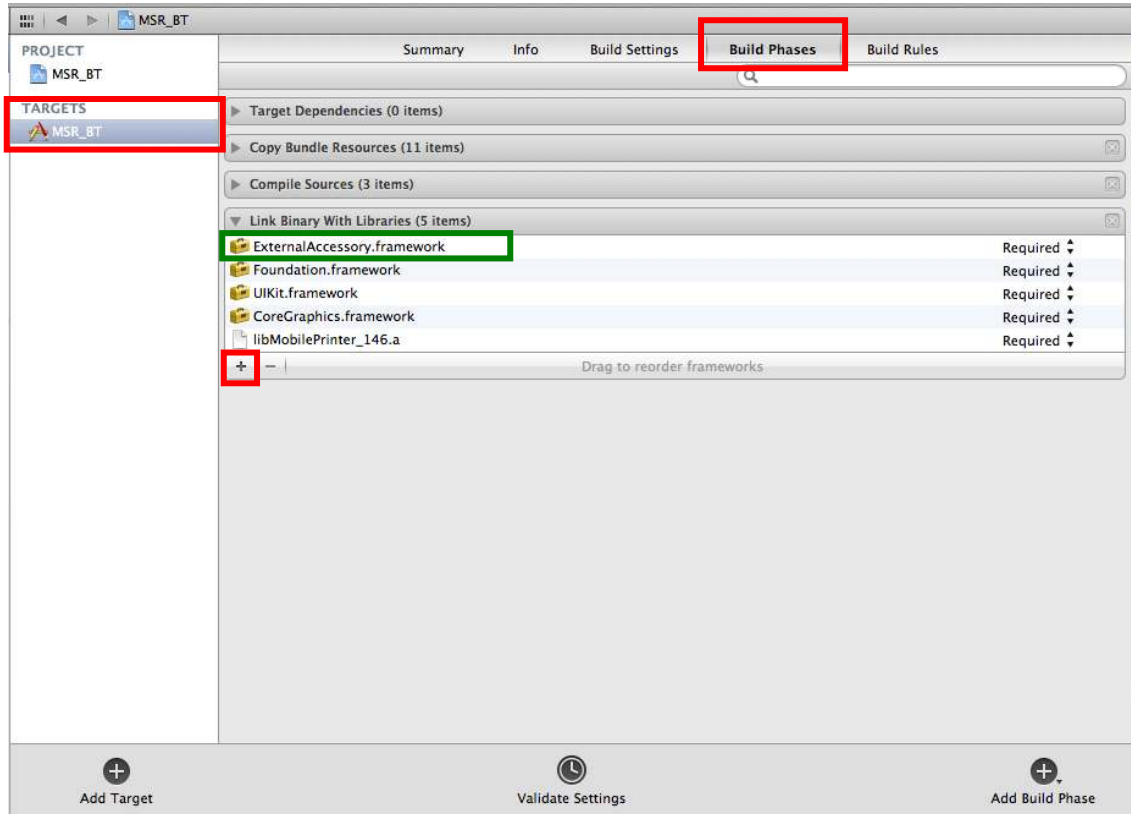 MSR_BT
PROJECT
MSR_BT
TARGETS
MSR_BT
Summary Info Build Settings Build Phases Build Rules
Target Dependencies (0 items)
Copy Bundle Resources (11 items)
Compile Sources (3 items)
Link Binary With Libraries (5 items)
ExternalAccessory.framework Required
Foundation.framework Required
UIKit.framework Required
CoreGraphics.framework Required
libMobilePrinter_146.a Required
+ − Drag to reorder frameworks
Add Target Validate Settings Add Build Phase